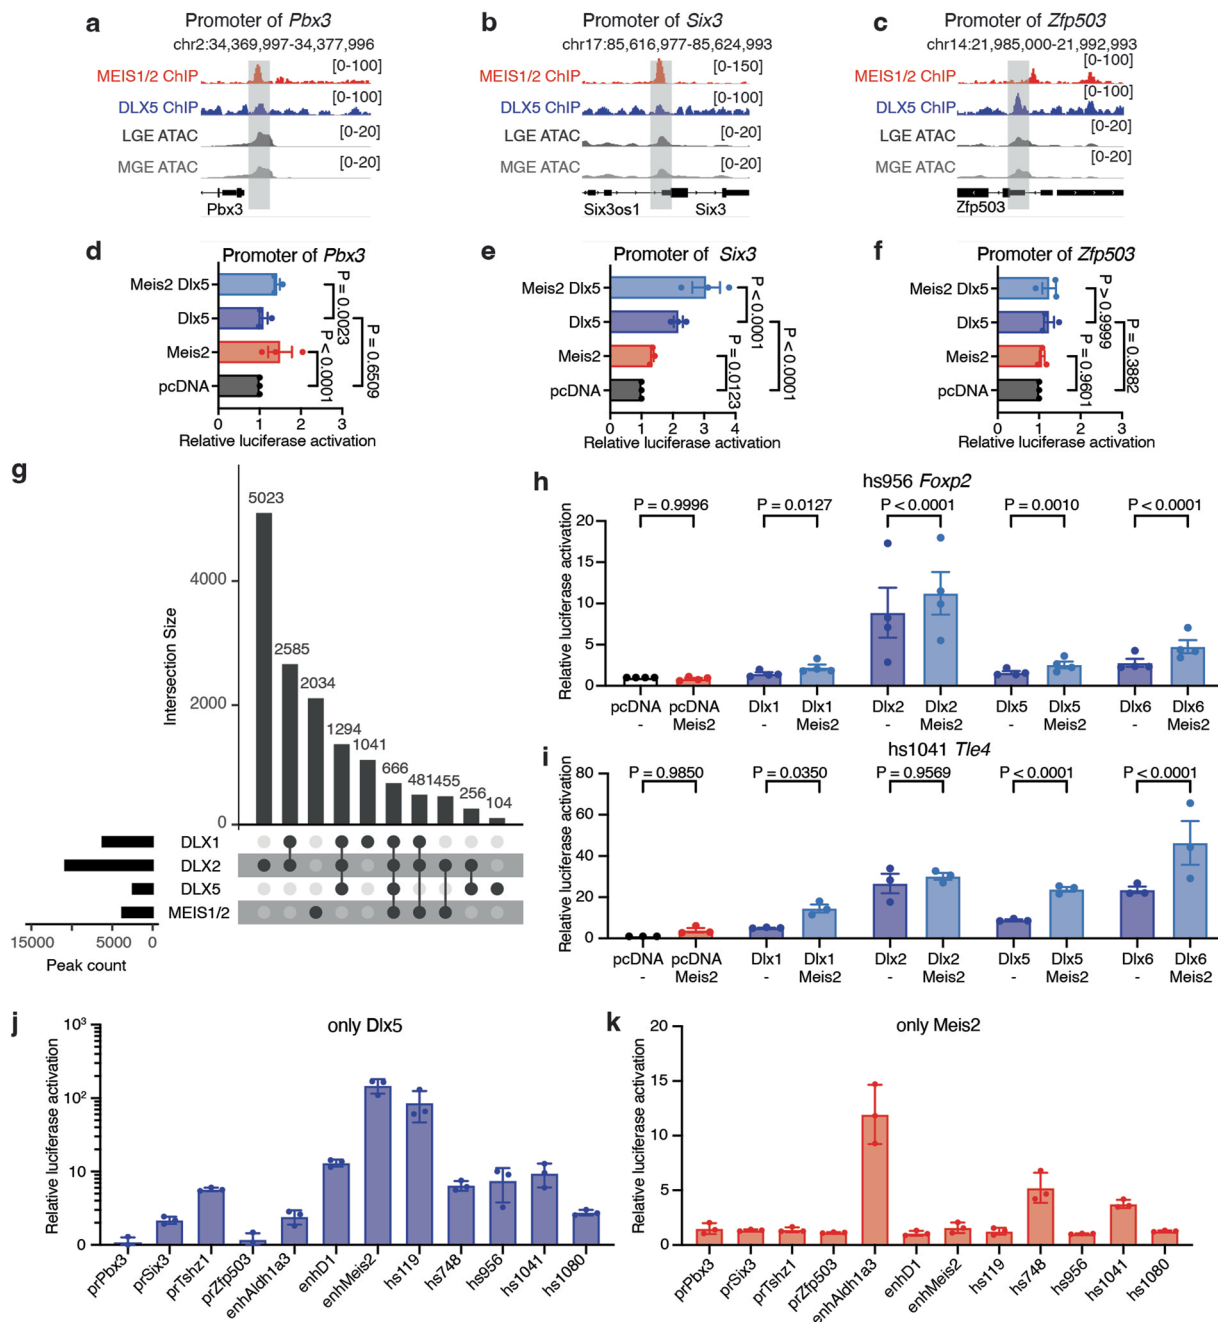 a
Promoter of Pbx3
chr2:34,369,997-34,377,996
MEIS1/2 ChIP
[0-100]
DLX5 ChIP
[0-100]
LGE ATAC
[0-20]
MGE ATAC
[0-20]
Pbx3
b
Promoter of Six3
chr17:85,616,977-85,624,993
MEIS1/2 ChIP
[0-150]
DLX5 ChIP
[0-100]
LGE ATAC
[0-20]
MGE ATAC
[0-20]
Six3os1
Six3
c
Promoter of Zfp503
chr14:21,985,000-21,992,993
MEIS1/2 ChIP
[0-100]
DLX5 ChIP
[0-100]
LGE ATAC
[0-20]
MGE ATAC
[0-20]
Zfp503
d
Promoter of Pbx3
Meis2 Dlx5
Dlx5
Meis2
pcDNA
P = 0.0023
P < 0.0001
P = 0.6509
0 1 2 3
Relative luciferase activation
e
Promoter of Six3
Meis2 Dlx5
Dlx5
Meis2
pcDNA
P < 0.0001
P = 0.0123
P < 0.0001
0 1 2 3 4
Relative luciferase activation
f
Promoter of Zfp503
Meis2 Dlx5
Dlx5
Meis2
pcDNA
P > 0.9999
P = 0.9601
P = 0.3882
0 1 2 3
Relative luciferase activation
g
Intersection Size
4000
2000
0
5023
2585
2034
1294
1041
666
481
455
256
104
DLX1
DLX2
DLX5
MEIS1/2
15000 5000 0
Peak count
h
hs956 Foxp2
P = 0.9996
P = 0.0127
P < 0.0001
P = 0.0010
P < 0.0001
Relative luciferase activation
20
15
10
5
0
pcDNA pcDNA Dlx1 Dlx1 Dlx2 Dlx2 Dlx5 Dlx5 Dlx6 Dlx6
- Meis2 - Meis2 - Meis2 - Meis2 - Meis2
i
hs1041 Tle4
P = 0.9850
P = 0.0350
P = 0.9569
P < 0.0001
P < 0.0001
Relative luciferase activation
80
60
40
20
0
pcDNA pcDNA Dlx1 Dlx1 Dlx2 Dlx2 Dlx5 Dlx5 Dlx6 Dlx6
- Meis2 - Meis2 - Meis2 - Meis2 - Meis2
j
only Dlx5
Relative luciferase activation
10³
10²
10
0
prPbx3
prSix3
prTshz1
prZfp503
enhAldh1a3
enhD1
enhMeis2
hs119
hs748
hs956
hs1041
hs1080
k
only Meis2
Relative luciferase activation
20
15
10
5
0
prPbx3
prSix3
prTshz1
prZfp503
enhAldh1a3
enhD1
enhMeis2
hs119
hs748
hs956
hs1041
hs1080